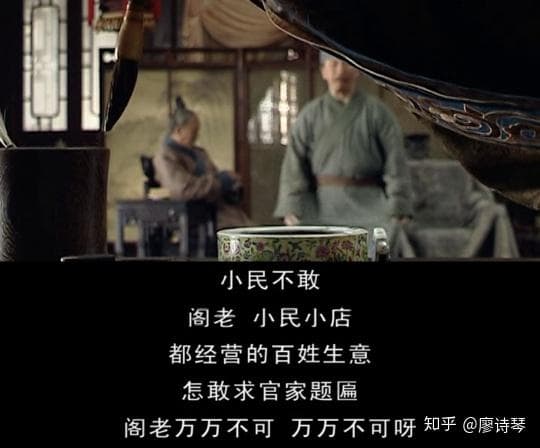 小民不敢
阁老 小民小店
都经营的百姓生意
怎敢求官家题匾
阁老万万不可 万万不可呀
知乎 @廖诗琴